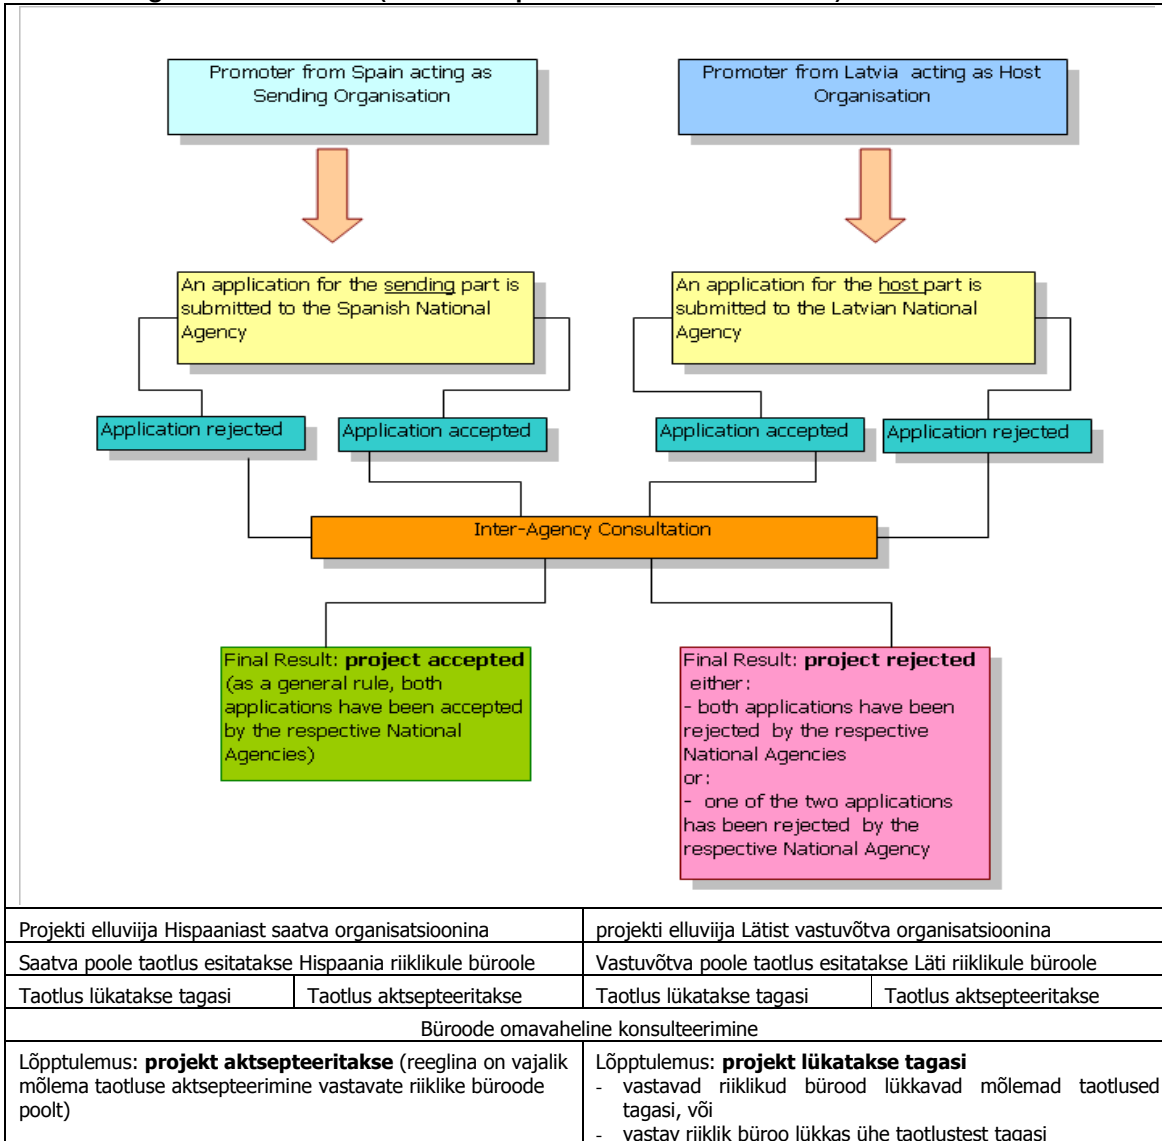 Promoter from Spain acting as
Sending Organisation
Promoter from Latvia acting as Host
Organisation
An application for the sending part is
submitted to the Spanish National
Agency
An application for the host part is
submitted to the Latvian National
Agency
Application rejected
Application accepted
Application accepted
Application rejected
Inter-Agency Consultation
Final Result: project accepted
(as a general rule, both
applications have been accepted
by the respective National
Agencies)
Final Result: project rejected
either:
- both applications have been
rejected by the respective
National Agencies
or:
- one of the two applications
has been rejected by the
respective National Agency
Projekti elluviija Hispaaniast saatva organisatsioonina
projekti elluviija Lätist vastuvõtva organisatsioonina
Saatva poole taotlus esitatakse Hispaania riiklikule büroole
Vastuvõtva poole taotlus esitatakse Läti riiklikule büroole
Taotlus lükatakse tagasi
Taotlus aktsepteeritakse
Taotlus lükatakse tagasi
Taotlus aktsepteeritakse
Büroode omavaheline konsulteerimine
Lõpptulemus: projekt aktsepteeritakse (reeglina on vajalik
mõlema taotluse aktsepteerimine vastavate riiklike büroode
poolt)
Lõpptulemus: projekt lükatakse tagasi
- vastavad riiklikud bürood lükkavad mõlemad taotlused
tagasi, või
- vastav riiklik büroo lükkas ühe taotlustest tagasi